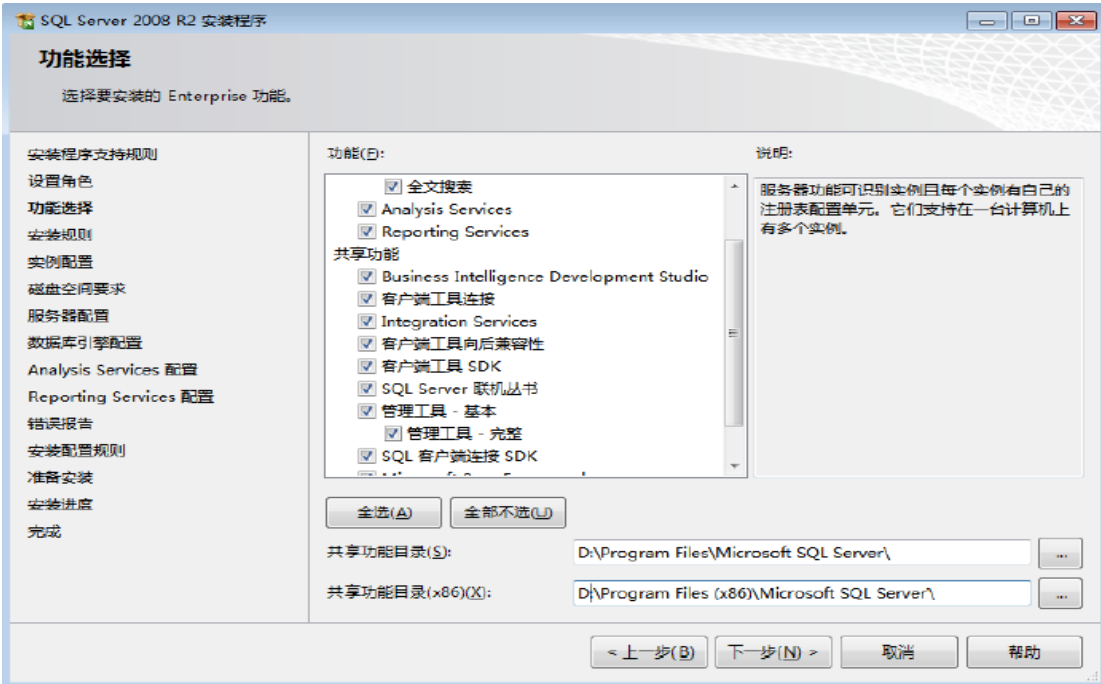 SQL Server 2008 R2 安装程序
功能选择
选择要安装的 Enterprise 功能。
安装程序支持规则
设置角色
功能选择
安装规则
实例配置
磁盘空间要求
服务器配置
数据库引擎配置
Analysis Services 配置
Reporting Services 配置
错误报告
安装配置规则
准备安装
安装进度
完成
功能(F):
全文搜索
Analysis Services
Reporting Services
共享功能
Business Intelligence Development Studio
客户端工具连接
Integration Services
客户端工具向后兼容性
客户端工具 SDK
SQL Server 联机丛书
管理工具 - 基本
管理工具 - 完整
SQL 客户端连接 SDK
说明:
服务器功能可识别实例且每个实例有自己的
注册表配置单元。它们支持在一台计算机上
有多个实例。
全选(A)
全部不选(U)
共享功能目录(S):
D:\Program Files\Microsoft SQL Server\
...
共享功能目录(x86)(X):
D:\Program Files (x86)\Microsoft SQL Server\
...
< 上一步(B)
下一步(N) >
取消
帮助